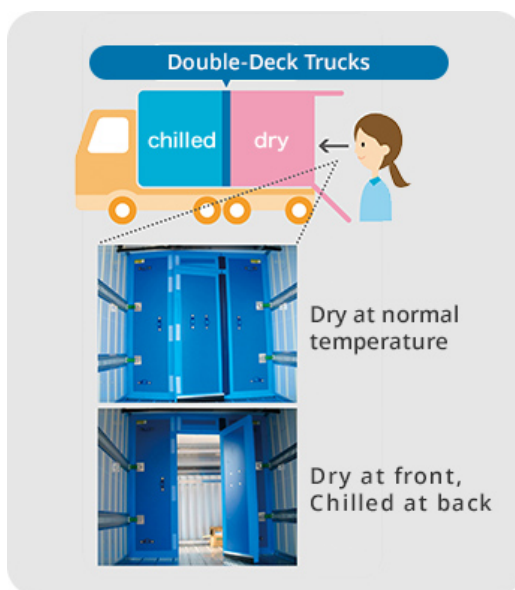 Double-Deck Trucks
chilled
dry
Dry at normal
temperature
Dry at front,
Chilled at back